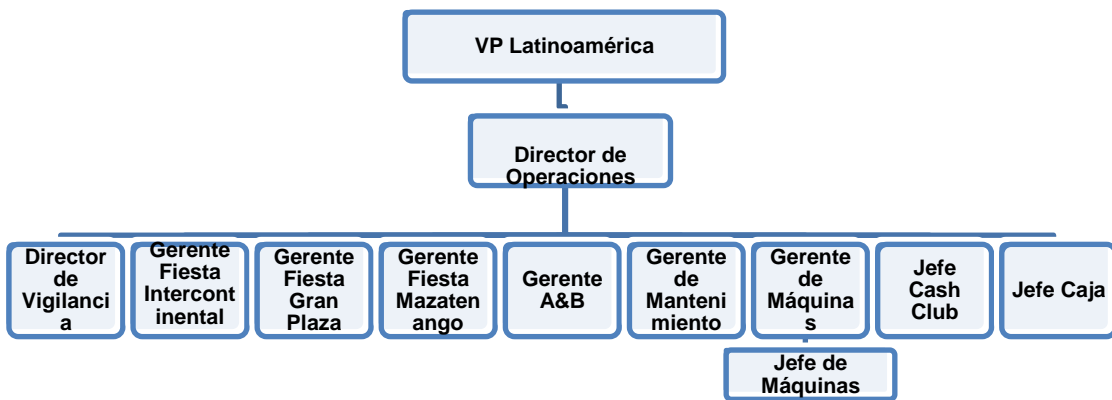 VP Latinoamérica
Director de
Operaciones
Director
de
Vigilanci
a
Gerente
Fiesta
Intercont
inental
Gerente
Fiesta
Gran
Plaza
Gerente
Fiesta
Mazaten
ango
Gerente
A&B
Gerente
de
Manteni
miento
Gerente
de
Máquina
s
Jefe
Cash
Club
Jefe Caja
Jefe de
Máquinas